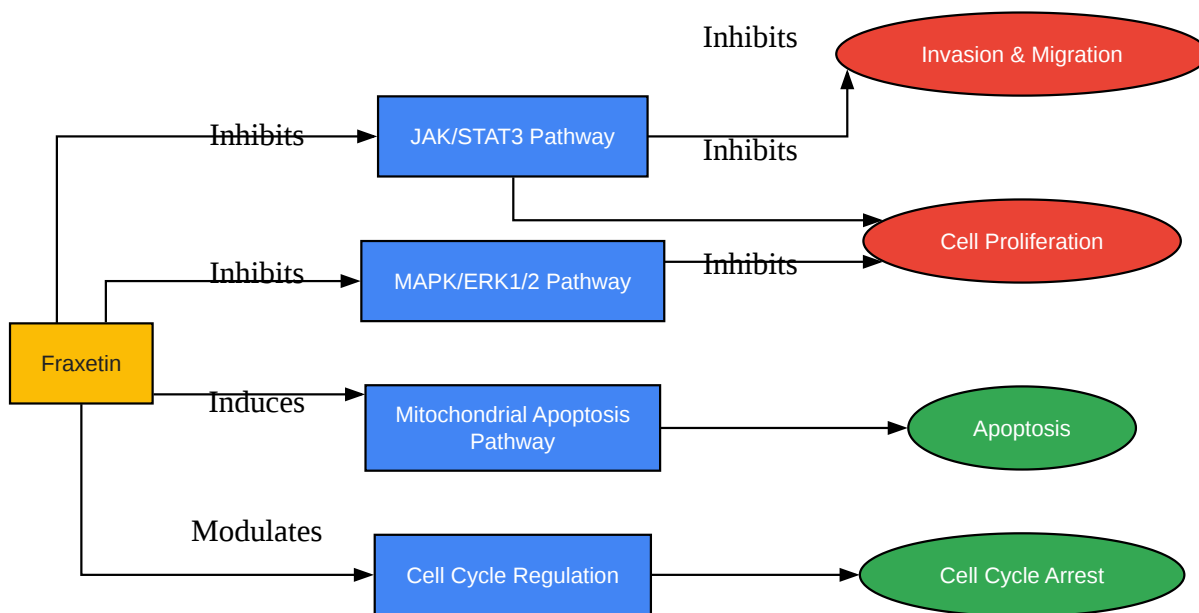 Inhibits
Invasion & Migration
Inhibits
JAK/STAT3 Pathway
Inhibits
Cell Proliferation
Inhibits
MAPK/ERK1/2 Pathway
Inhibits
Fraxetin
Induces
Mitochondrial Apoptosis
Pathway
Apoptosis
Modulates
Cell Cycle Regulation
Cell Cycle Arrest